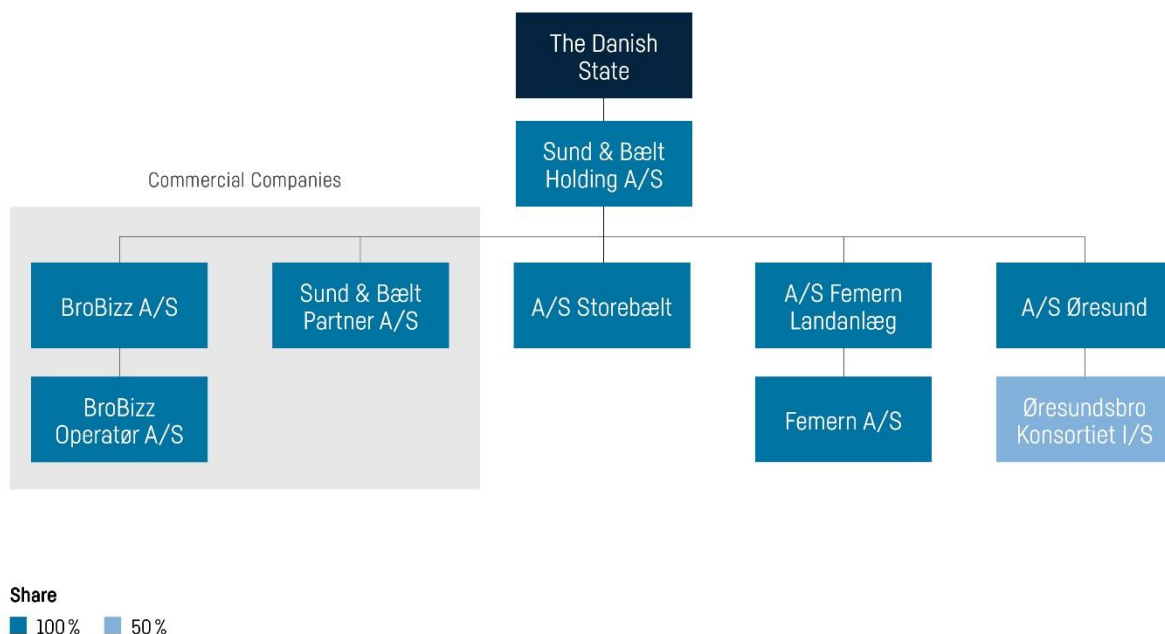 The Danish
State
Sund & Bælt
Holding A/S
Commercial Companies
BroBizz A/S
Sund & Bælt
Partner A/S
A/S Storebælt
A/S Femern
Landanlæg
A/S Øresund
BroBizz
Operatør A/S
Femern A/S
Øresundsbro
Konsortiet I/S
Share
100 %
50 %